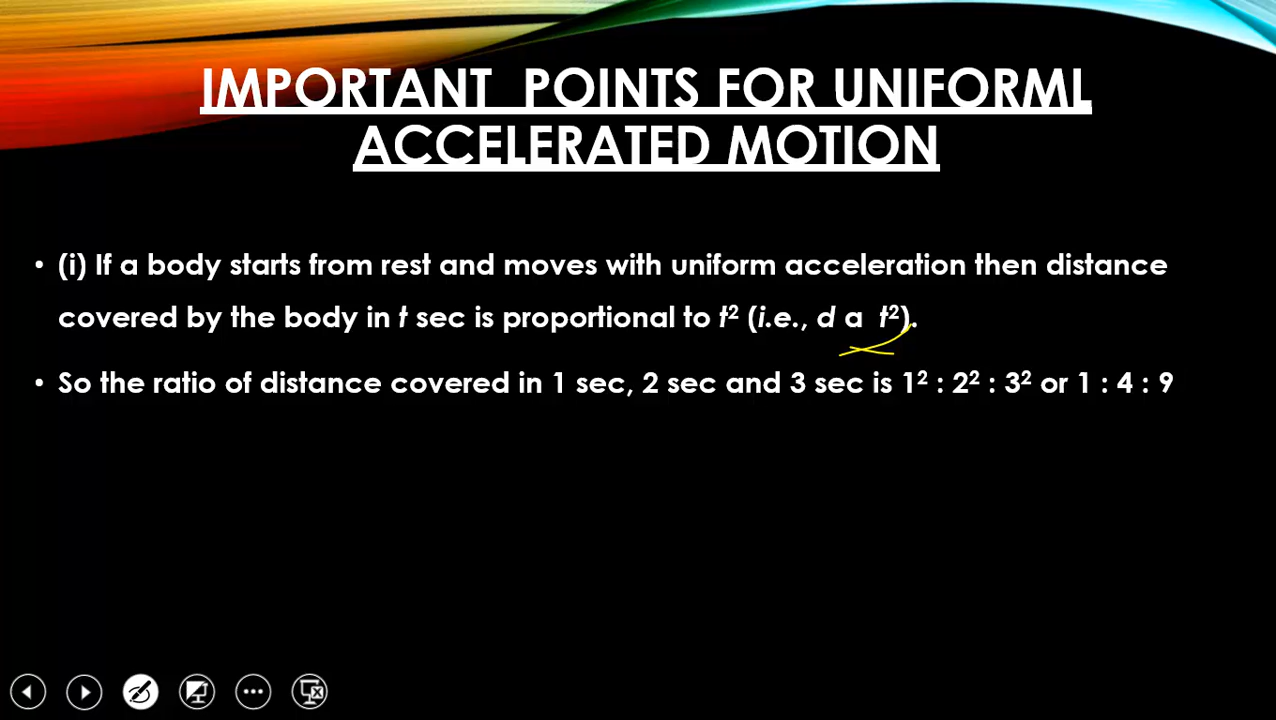 IMPORTANT POINTS FOR UNIFORML
ACCELERATED MOTION
• (i) If a body starts from rest and moves with uniform acceleration then distance
covered by the body in t sec is proportional to t² (i.e., d a t²).
• So the ratio of distance covered in 1 sec, 2 sec and 3 sec is 1² : 2² : 3² or 1 : 4 : 9